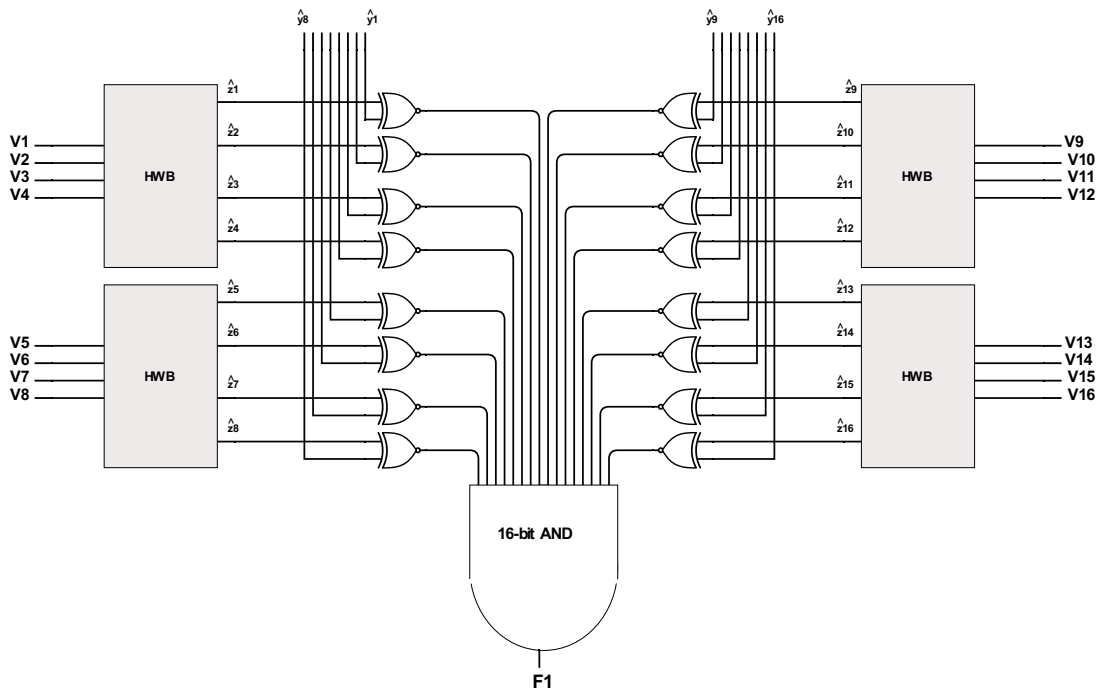 ŷ8 ŷ1 ŷ9 ŷ16
ẑ1
ẑ2
ẑ3
ẑ4
V1
V2
V3
V4
HWB
ẑ5
ẑ6
ẑ7
ẑ8
V5
V6
V7
V8
HWB
ẑ9
ẑ10
ẑ11
ẑ12
HWB
V9
V10
V11
V12
ẑ13
ẑ14
ẑ15
ẑ16
HWB
V13
V14
V15
V16
16-bit AND
F1